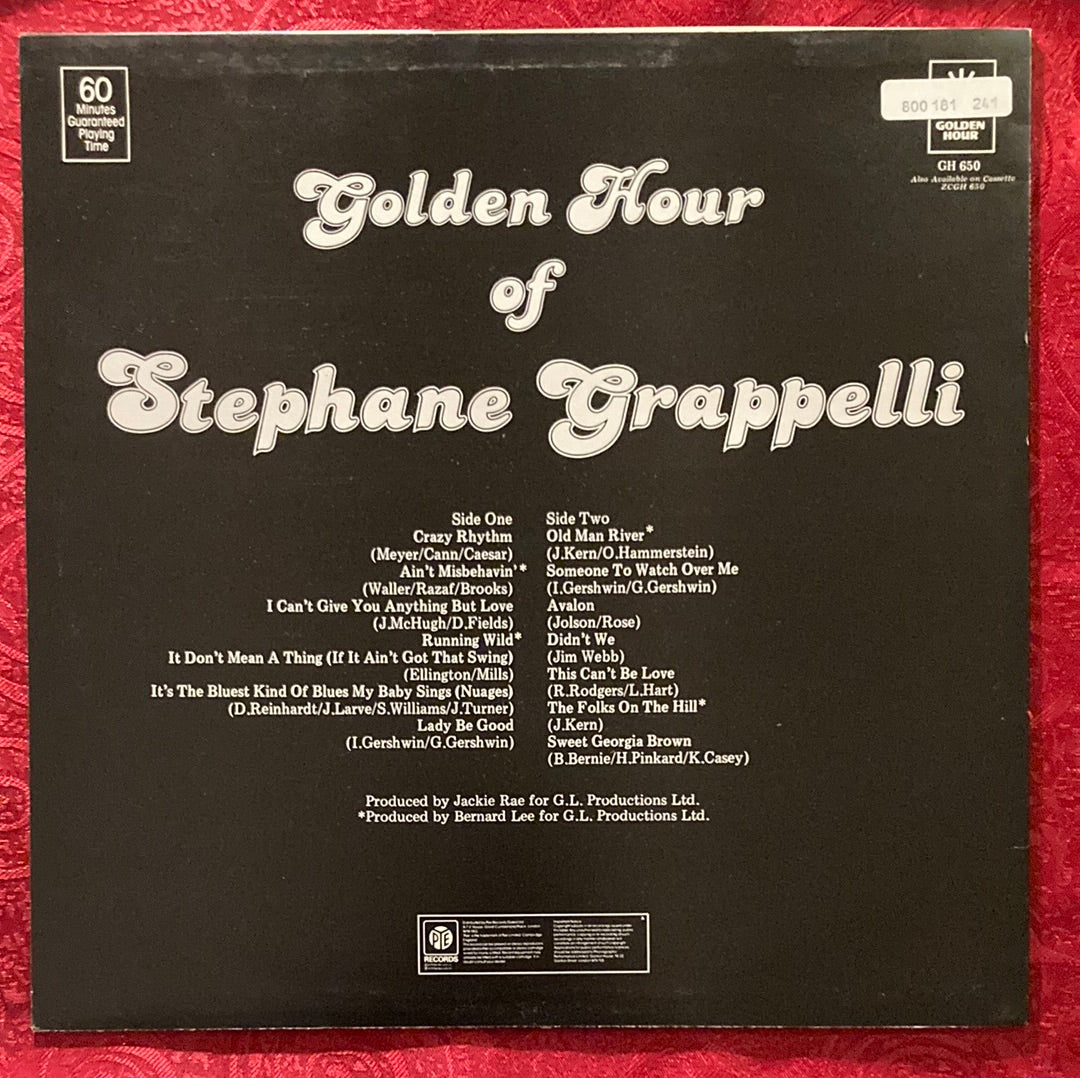 60
Minutes
Guaranteed
Playing
Time
800 181 241
GOLDEN
HOUR
GH 650
Also Available on Cassette
ZCGH 650
Golden Hour
of
Stephane Grappelli
Side One
Crazy Rhythm
(Meyer/Cann/Caesar)
Ain't Misbehavin'*
(Waller/Razaf/Brooks)
I Can't Give You Anything But Love
(J.McHugh/D.Fields)
Running Wild*
It Don't Mean A Thing (If It Ain't Got That Swing)
(Ellington/Mills)
It's The Bluest Kind Of Blues My Baby Sings (Nuages)
(D.Reinhardt/J.Larve/S.Williams/J.Turner)
Lady Be Good
(I.Gershwin/G.Gershwin)
Side Two
Old Man River*
(J.Kern/O.Hammerstein)
Someone To Watch Over Me
(I.Gershwin/G.Gershwin)
Avalon
(Jolson/Rose)
Didn't We
(Jim Webb)
This Can't Be Love
(R.Rodgers/L.Hart)
The Folks On The Hill*
(J.Kern)
Sweet Georgia Brown
(B.Bernie/H.Pinkard/K.Casey)
Produced by Jackie Rae for G.L. Productions Ltd.
*Produced by Bernard Lee for G.L. Productions Ltd.
PYE
RECORDS